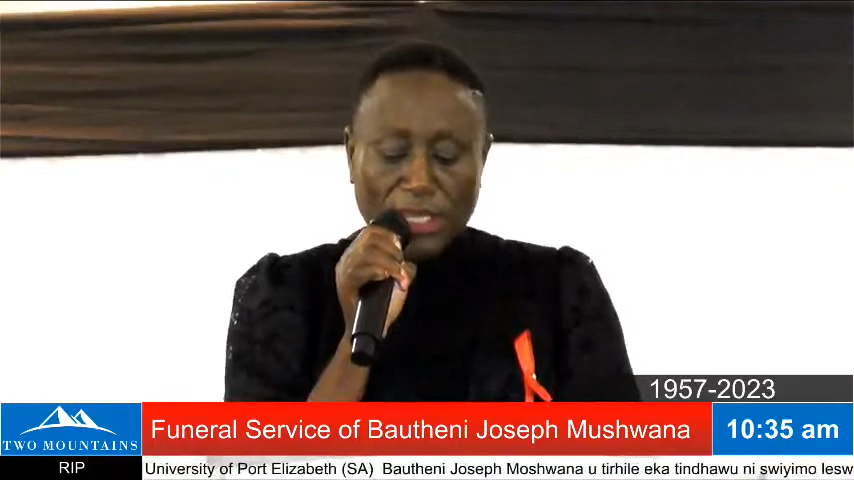 1957-2023
TWO MOUNTAINS
Funeral Service of Bautheni Joseph Mushwana
10:35 am
RIP
University of Port Elizabeth (SA) Bautheni Joseph Moshwana u tirhile eka tindhawu ni swiyimo lesw